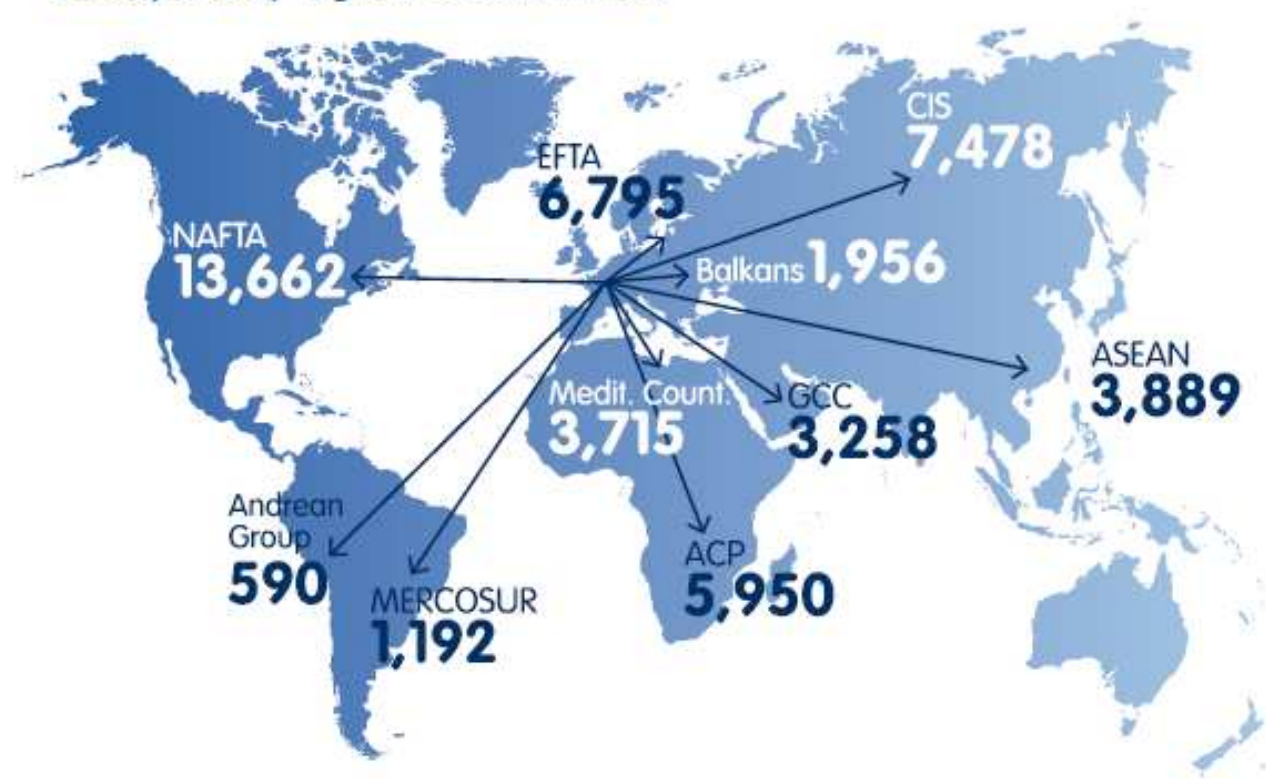 CIS
7,478
EFTA
6,795
NAFTA
13,662
Balkans 1,956
ASEAN
3,889
Medit. Count.
3,715
GCC
3,258
Andrean
Group
590
ACP
5,950
MERCOSUR
1,192